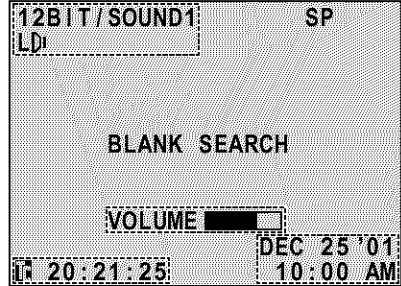 12BIT/SOUND1 SP
LD
BLANK SEARCH
VOLUME
DEC 25 '01
20:21:25 10:00 AM